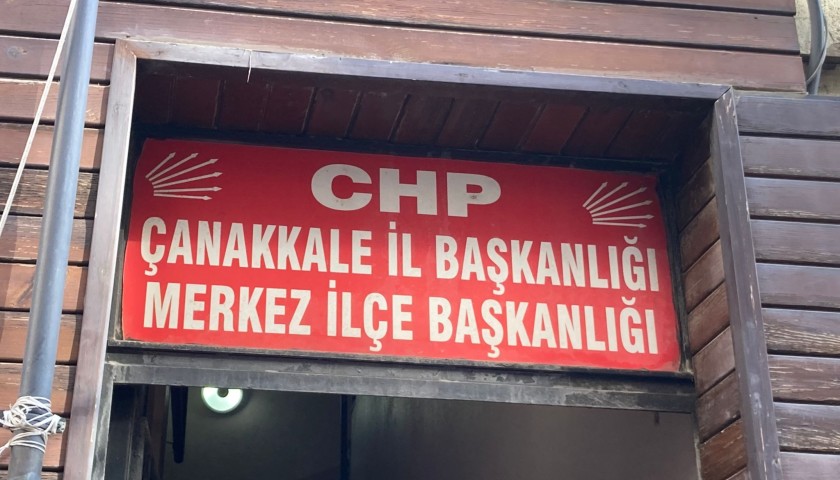 CHP
ÇANAKKALE İL BAŞKANLIĞI
MERKEZ İLÇE BAŞKANLIĞI